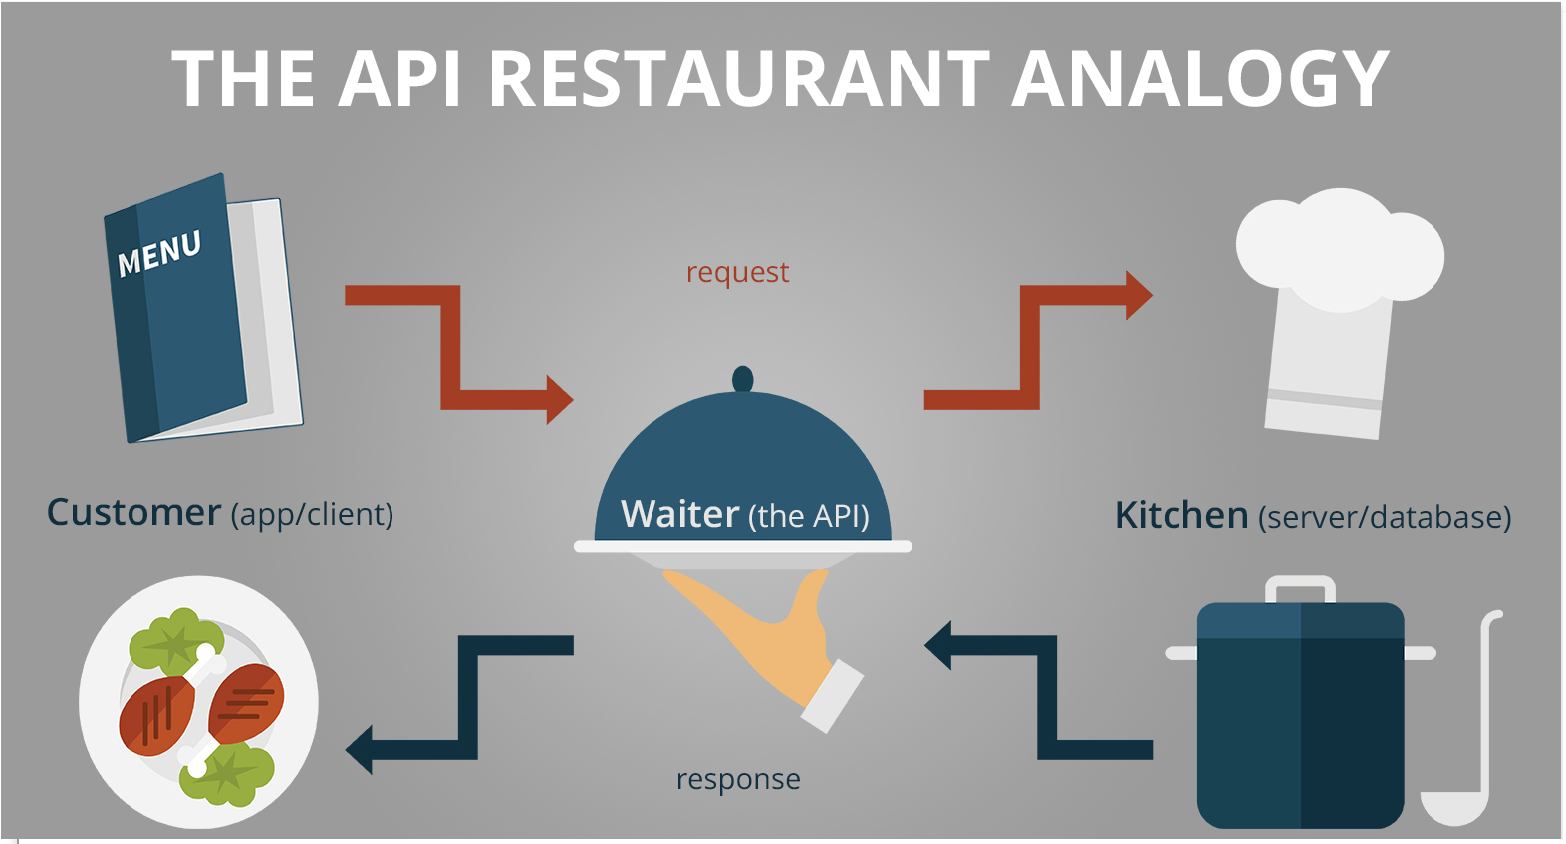 THE API RESTAURANT ANALOGY
MENU
request
Customer (app/client)
Waiter (the API)
Kitchen (server/database)
response